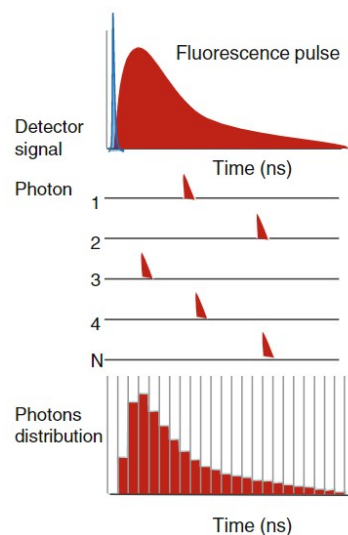 Fluorescence pulse
Detector
signal
Time (ns)
Photon
1
2
3
4
N
Photons
distribution
Time (ns)